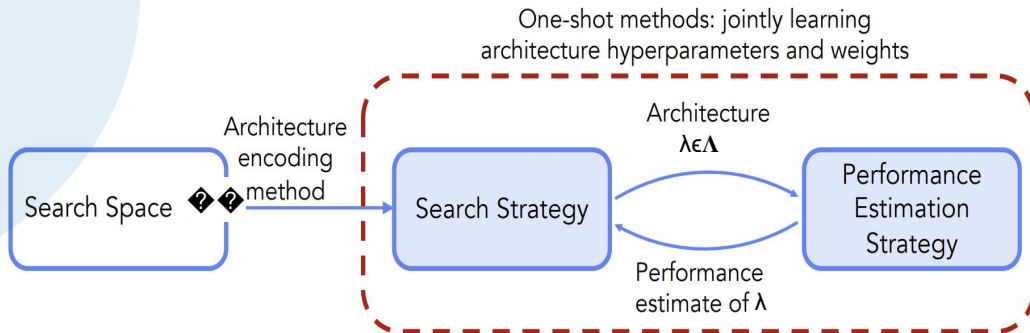 One-shot methods: jointly learning
architecture hyperparameters and weights
Architecture
encoding
method
Search Space ��
Search Strategy
Architecture
λϵΛ
Performance
Estimation
Strategy
Performance
estimate of λ